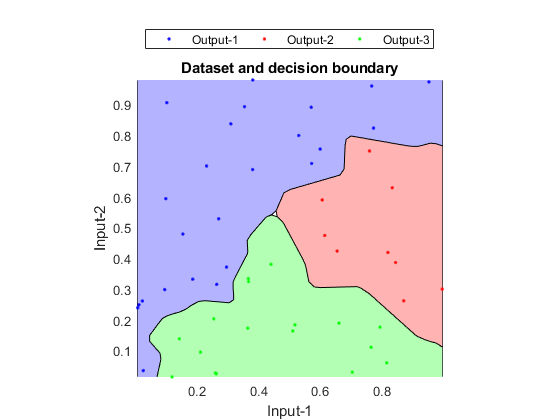 Output-1 Output-2 Output-3
Dataset and decision boundary
0.9
0.8
0.7
0.6
0.5
0.4
0.3
0.2
0.1
Input-2
0.2 0.4 0.6 0.8
Input-1